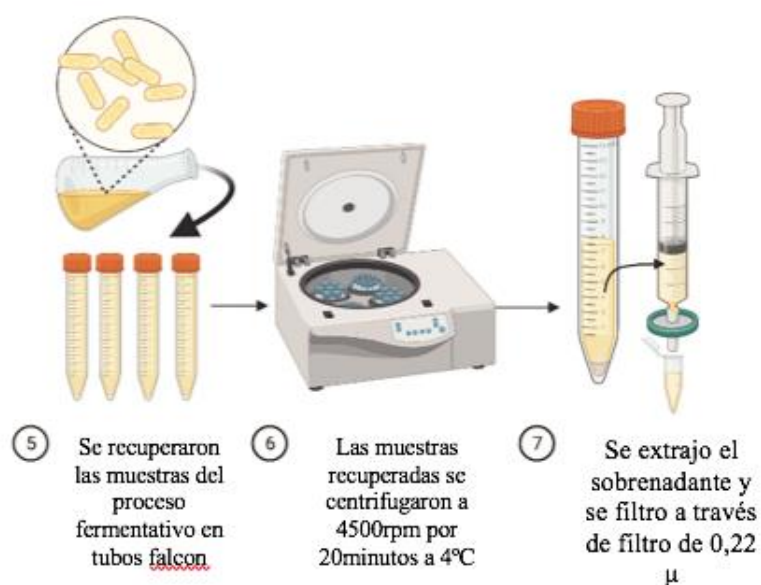 5
Se recuperaron
las muestras del
proceso
fermentativo en
tubos falcon
6
Las muestras
recuperadas se
centrifugaron a
4500rpm por
20minutos a 4ºC
7
Se extrajo el
sobrenadante y
se filtro a través
de filtro de 0,22
μ